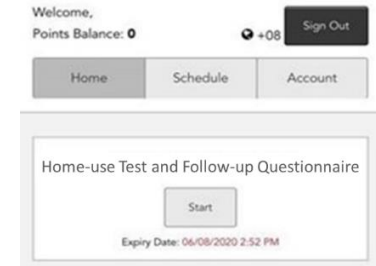 Welcome,
Points Balance: 0
+08
Sign Out
Home Schedule Account
Home-use Test and Follow-up Questionnaire
Start
Expiry Date: 06/08/2020 2:52 PM